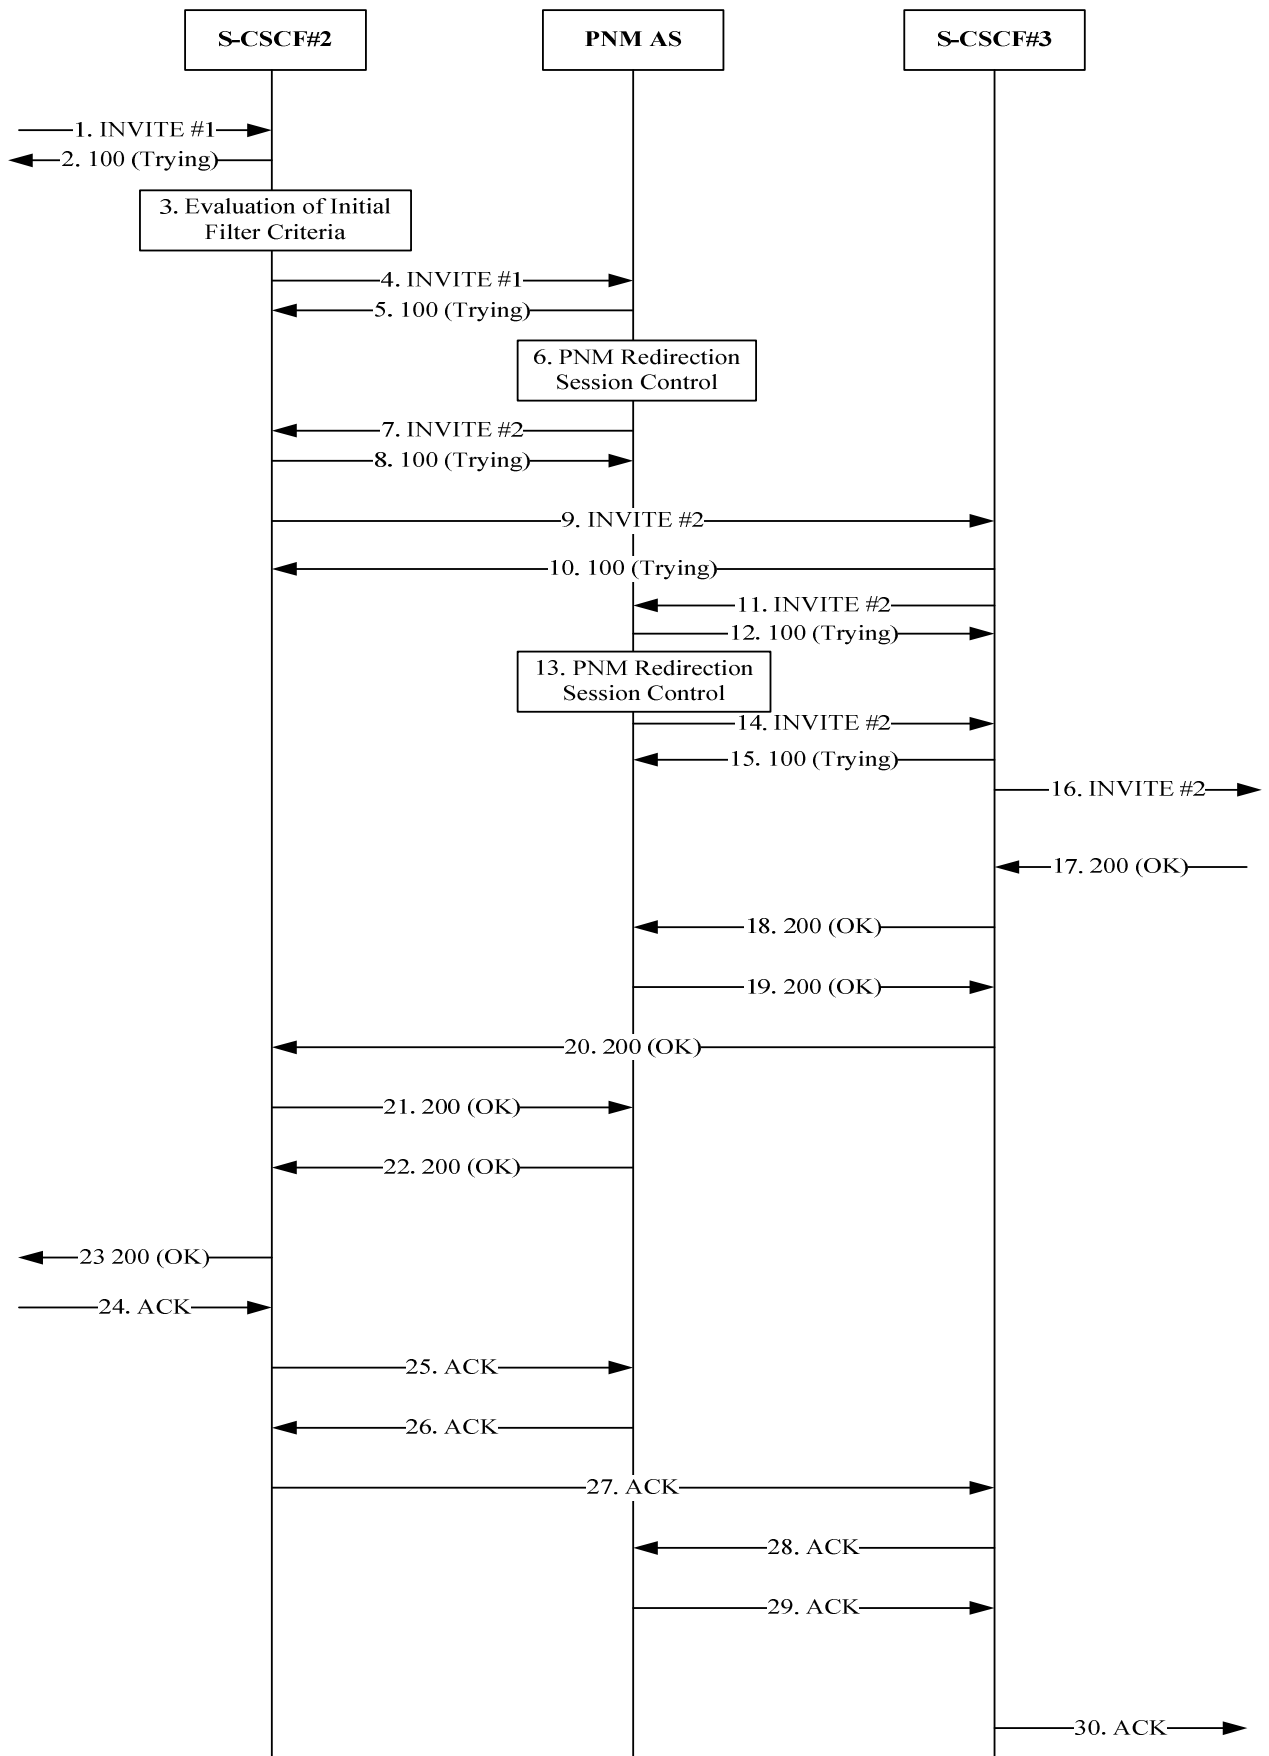 S-CSCF#2
PNM AS
S-CSCF#3
1. INVITE #1
2. 100 (Trying)
3. Evaluation of Initial
Filter Criteria
4. INVITE #1
5. 100 (Trying)
6. PNM Redirection
Session Control
7. INVITE #2
8. 100 (Trying)
9. INVITE #2
10. 100 (Trying)
11. INVITE #2
12. 100 (Trying)
13. PNM Redirection
Session Control
14. INVITE #2
15. 100 (Trying)
16. INVITE #2
17. 200 (OK)
18. 200 (OK)
19. 200 (OK)
20. 200 (OK)
21. 200 (OK)
22. 200 (OK)
23 200 (OK)
24. ACK
25. ACK
26. ACK
27. ACK
28. ACK
29. ACK
30. ACK